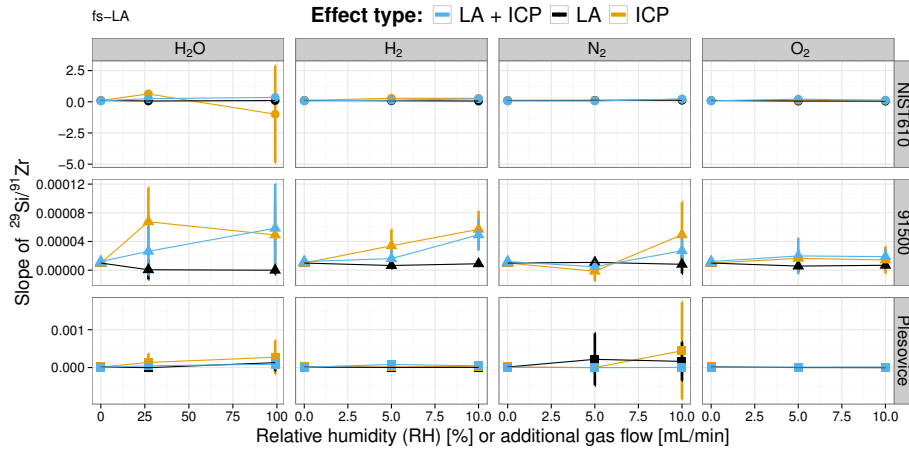 fs−LA
Effect type: LA + ICP LA ICP
H₂O H₂ N₂ O₂
2.5
0.0
−2.5
−5.0
NIST610
0.00012
0.00008
0.00004
0.00000
91500
0.001
0.000
Plesovice
Slope of ²⁹Si/⁹¹Zr
0 25 50 75 100 0.0 2.5 5.0 7.5 10.0 0.0 2.5 5.0 7.5 10.0 0.0 2.5 5.0 7.5 10.0
Relative humidity (RH) [%] or additional gas flow [mL/min]